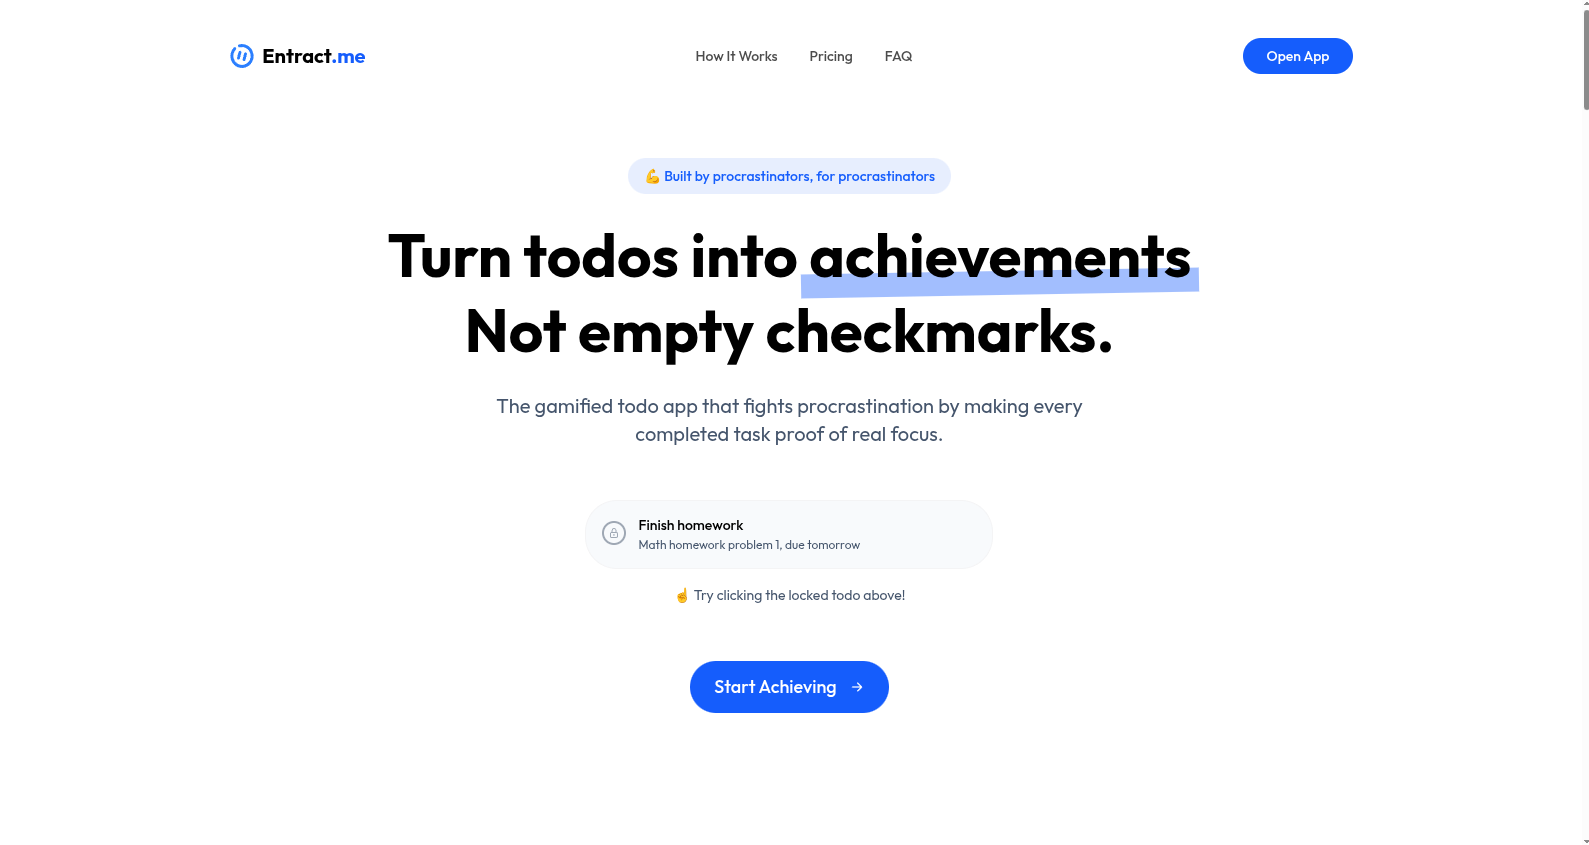 Entract.me
How It Works
Pricing
FAQ
Open App
💪 Built by procrastinators, for procrastinators
Turn todos into achievements
Not empty checkmarks.
The gamified todo app that fights procrastination by making every
completed task proof of real focus.
Finish homework
Math homework problem 1, due tomorrow
☝️ Try clicking the locked todo above!
Start Achieving →